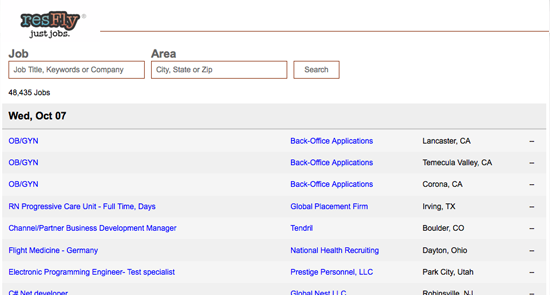 resFly
just jobs.
Job Area
Job Title, Keywords or Company City, State or Zip Search
48,435 Jobs
Wed, Oct 07
OB/GYN Back-Office Applications Lancaster, CA --
OB/GYN Back-Office Applications Temecula Valley, CA --
OB/GYN Back-Office Applications Corona, CA --
RN Progressive Care Unit - Full Time, Days Global Placement Firm Irving, TX --
Channel/Partner Business Development Manager Tendril Boulder, CO --
Flight Medicine - Germany National Health Recruiting Dayton, Ohio --
Electronic Programming Engineer- Test specialist Prestige Personnel, LLC Park City, Utah --
C# Net developer Global Nest LLC Robinsville, NJ --